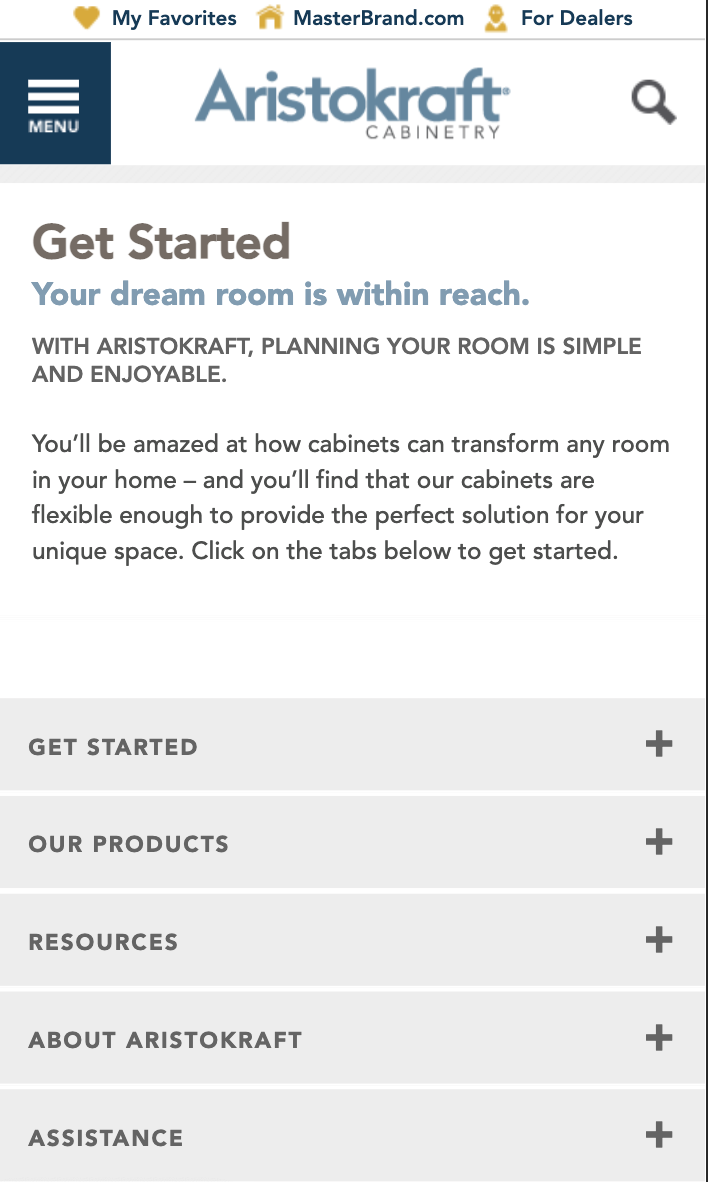 My Favorites MasterBrand.com For Dealers
MENU
Aristokraft®
CABINETRY
Get Started
Your dream room is within reach.
WITH ARISTOKRAFT, PLANNING YOUR ROOM IS SIMPLE
AND ENJOYABLE.
You’ll be amazed at how cabinets can transform any room
in your home – and you’ll find that our cabinets are
flexible enough to provide the perfect solution for your
unique space. Click on the tabs below to get started.
GET STARTED
OUR PRODUCTS
RESOURCES
ABOUT ARISTOKRAFT
ASSISTANCE